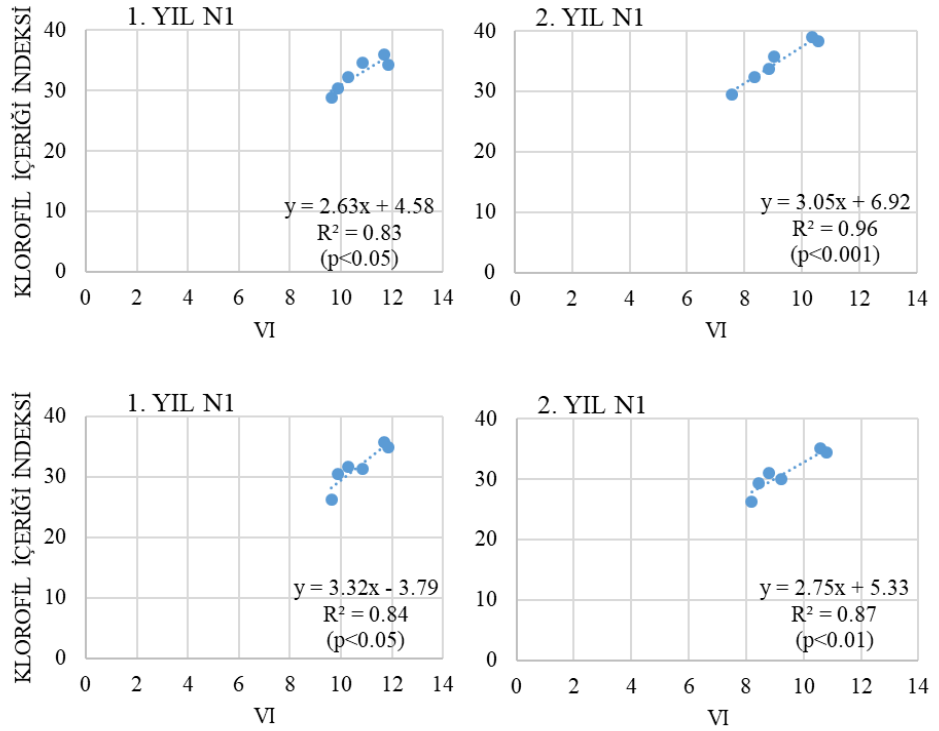 1. YIL N1
KLOROFİL İÇERİĞİ İNDEKSİ
40
30
20
10
0
y = 2.63x + 4.58
R² = 0.83
(p<0.05)
0 2 4 6 8 10 12 14
VI
2. YIL N1
40
30
20
10
0
y = 3.05x + 6.92
R² = 0.96
(p<0.001)
0 2 4 6 8 10 12 14
VI
1. YIL N1
KLOROFİL İÇERİĞİ İNDEKSİ
40
30
20
10
0
y = 3.32x - 3.79
R² = 0.84
(p<0.05)
0 2 4 6 8 10 12 14
VI
2. YIL N1
40
30
20
10
0
y = 2.75x + 5.33
R² = 0.87
(p<0.01)
0 2 4 6 8 10 12 14
VI